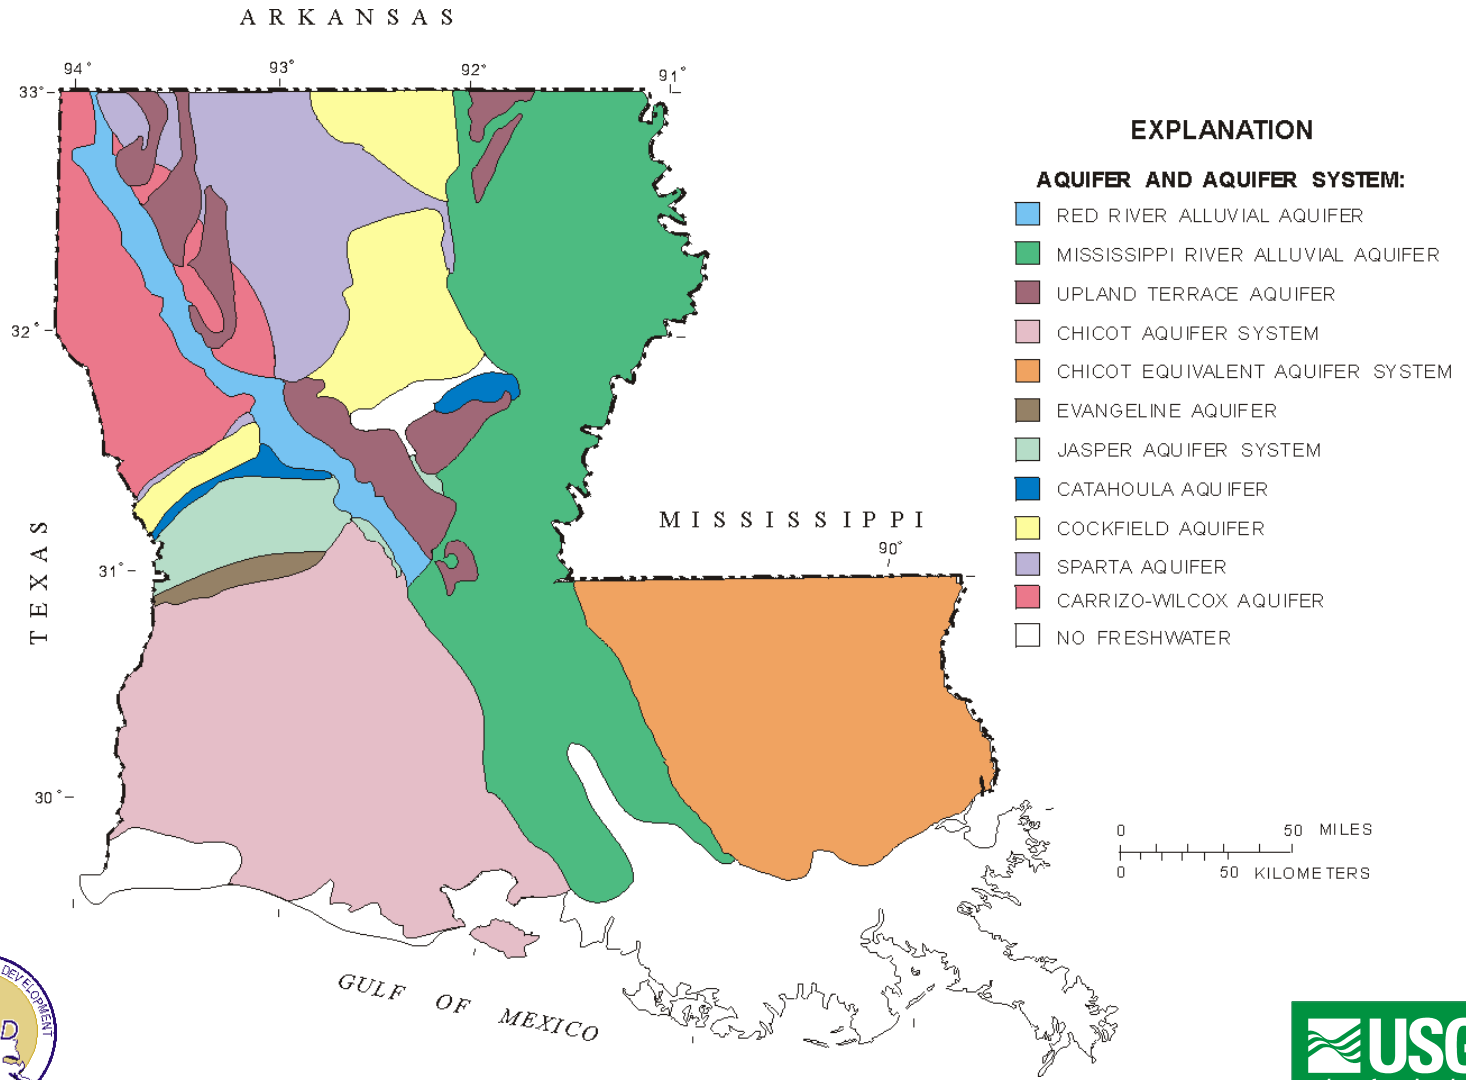 ARKANSAS
94°
93°
92°
91°
33°
32°
31°
30°
TEXAS
MISSISSIPPI
90°
GULF OF MEXICO
EXPLANATION
AQUIFER AND AQUIFER SYSTEM:
RED RIVER ALLUVIAL AQUIFER
MISSISSIPPI RIVER ALLUVIAL AQUIFER
UPLAND TERRACE AQUIFER
CHICOT AQUIFER SYSTEM
CHICOT EQUIVALENT AQUIFER SYSTEM
EVANGELINE AQUIFER
JASPER AQUIFER SYSTEM
CATAHOULA AQUIFER
COCKFIELD AQUIFER
SPARTA AQUIFER
CARRIZO-WILCOX AQUIFER
NO FRESHWATER
0 50 MILES
0 50 KILOMETERS
DEVELOPMENT
D
USG